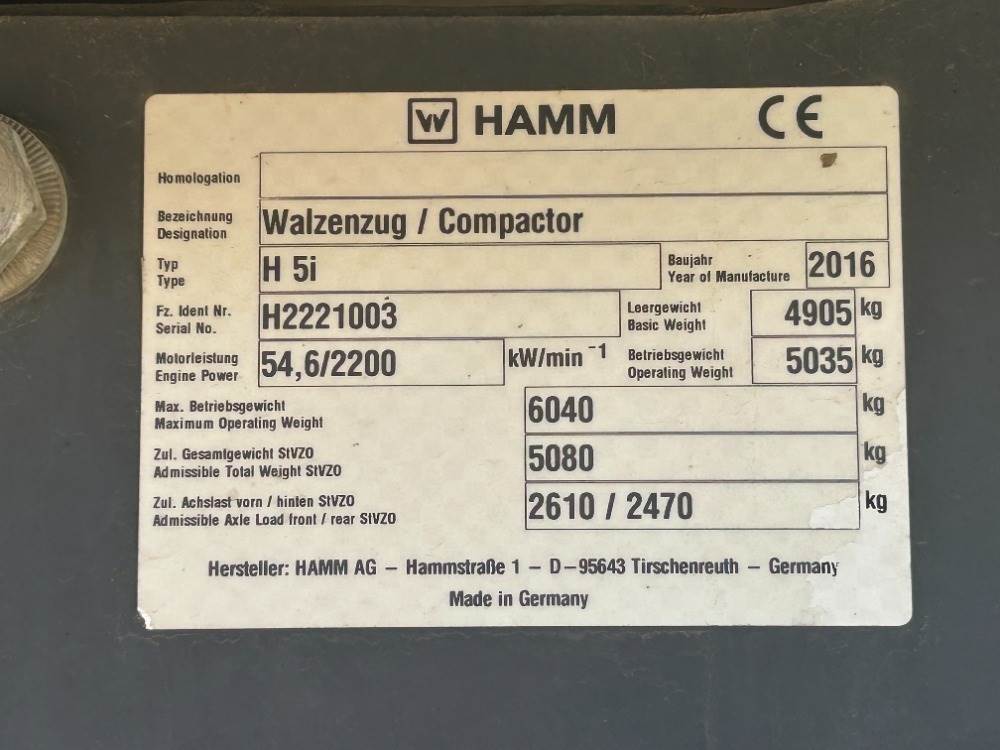 W HAMM CE
Homologation
Bezeichnung
Designation
Walzenzug / Compactor
Typ
Type
H 5i
Baujahr
Year of Manufacture
2016
Fz. Ident Nr.
Serial No.
H2221003
Leergewicht
Basic Weight
4905 kg
Motorleistung
Engine Power
54,6/2200 kW/min ⁻¹
Betriebsgewicht
Operating Weight
5035 kg
Max. Betriebsgewicht
Maximum Operating Weight
6040 kg
Zul. Gesamtgewicht StVZO
Admissible Total Weight StVZO
5080 kg
Zul. Achslast vorn / hinten StVZO
Admissible Axle Load front / rear StVZO
2610 / 2470 kg
Hersteller: HAMM AG – Hammstraße 1 – D–95643 Tirschenreuth – Germany
Made in Germany